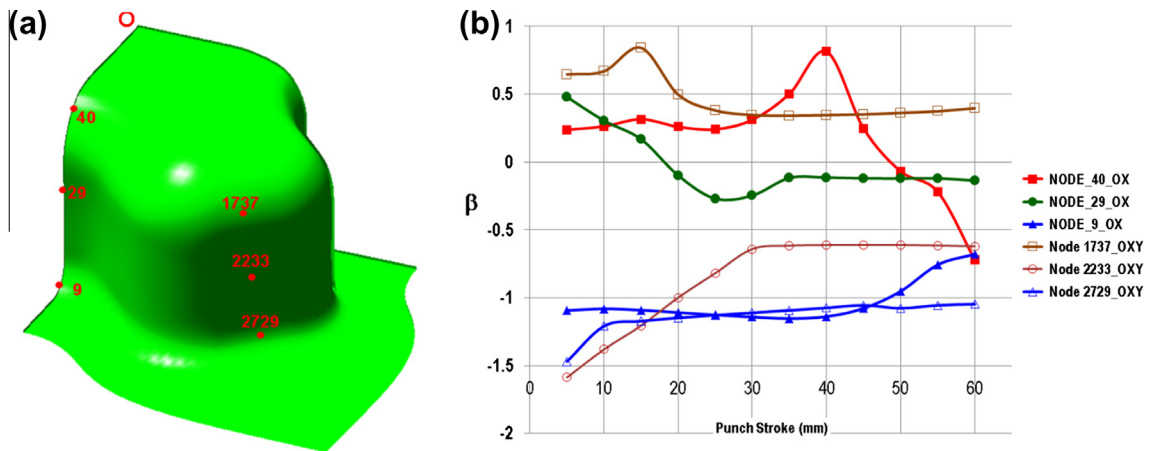 (a)
O
40
29
1737
2233
9
2729
(b)
1
0.5
0
-0.5
-1
-1.5
-2
β
0 10 20 30 40 50 60
Punch Stroke (mm)
NODE_40_OX
NODE_29_OX
NODE_9_OX
Node 1737_OXY
Node 2233_OXY
Node 2729_OXY